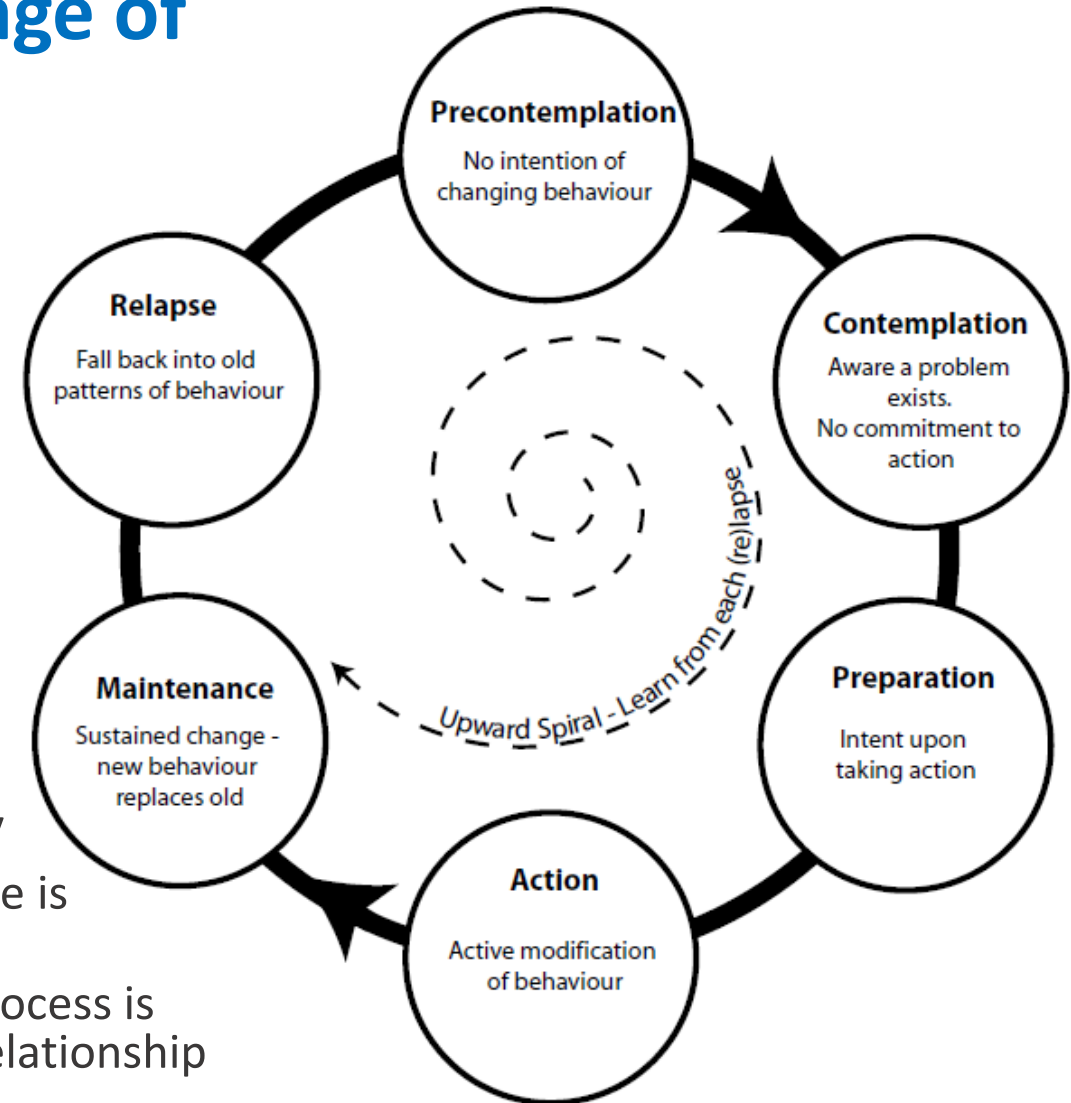 nge of
Precontemplation
No intention of
changing behaviour
Contemplation
Aware a problem
exists.
No commitment to
action
Preparation
Intent upon
taking action
Action
Active modification
of behaviour
Maintenance
Sustained change -
new behaviour
replaces old
Relapse
Fall back into old
patterns of behaviour
Upward Spiral - Learn from each (re)lapse
e is
ocess is
elationship